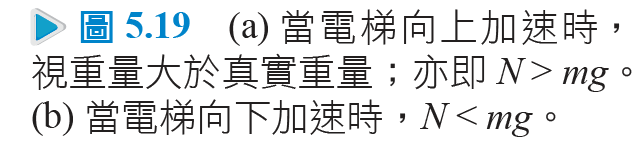 圖 5.19 (a) 當電梯向上加速時，
視重量大於真實重量；亦即 N > mg。
(b) 當電梯向下加速時，N < mg。